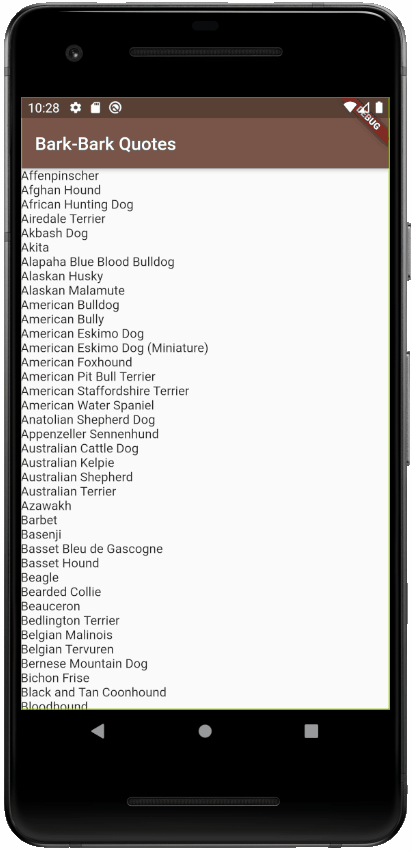 10:28
DEBUG
Bark-Bark Quotes
Affenpinscher
Afghan Hound
African Hunting Dog
Airedale Terrier
Akbash Dog
Akita
Alapaha Blue Blood Bulldog
Alaskan Husky
Alaskan Malamute
American Bulldog
American Bully
American Eskimo Dog
American Eskimo Dog (Miniature)
American Foxhound
American Pit Bull Terrier
American Staffordshire Terrier
American Water Spaniel
Anatolian Shepherd Dog
Appenzeller Sennenhund
Australian Cattle Dog
Australian Kelpie
Australian Shepherd
Australian Terrier
Azawakh
Barbet
Basenji
Basset Bleu de Gascogne
Basset Hound
Beagle
Bearded Collie
Beauceron
Bedlington Terrier
Belgian Malinois
Belgian Tervuren
Bernese Mountain Dog
Bichon Frise
Black and Tan Coonhound
Bloodhound